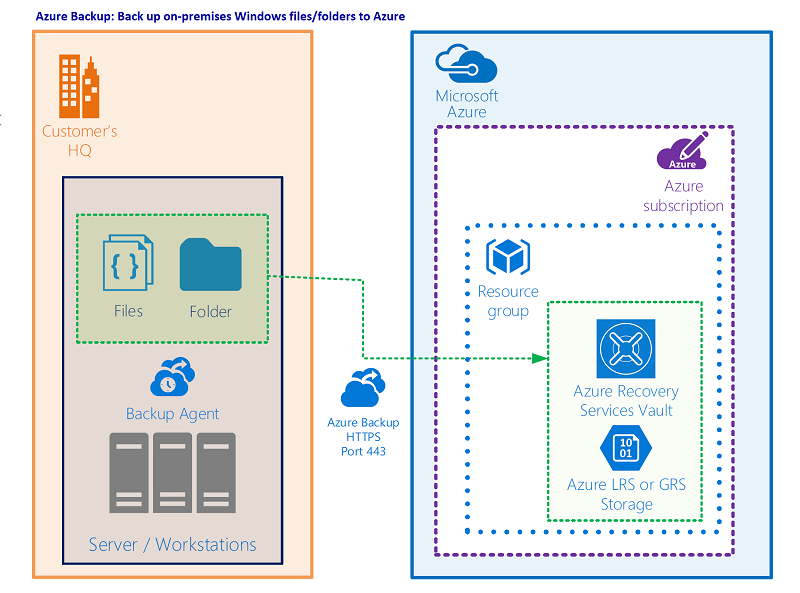 Azure Backup: Back up on-premises Windows files/folders to Azure
Customer's
HQ
Files
Folder
Backup Agent
Server / Workstations
Azure Backup
HTTPS
Port 443
Microsoft
Azure
Azure
Azure
subscription
Resource
group
Azure Recovery
Services Vault
10
01
Azure LRS or GRS
Storage